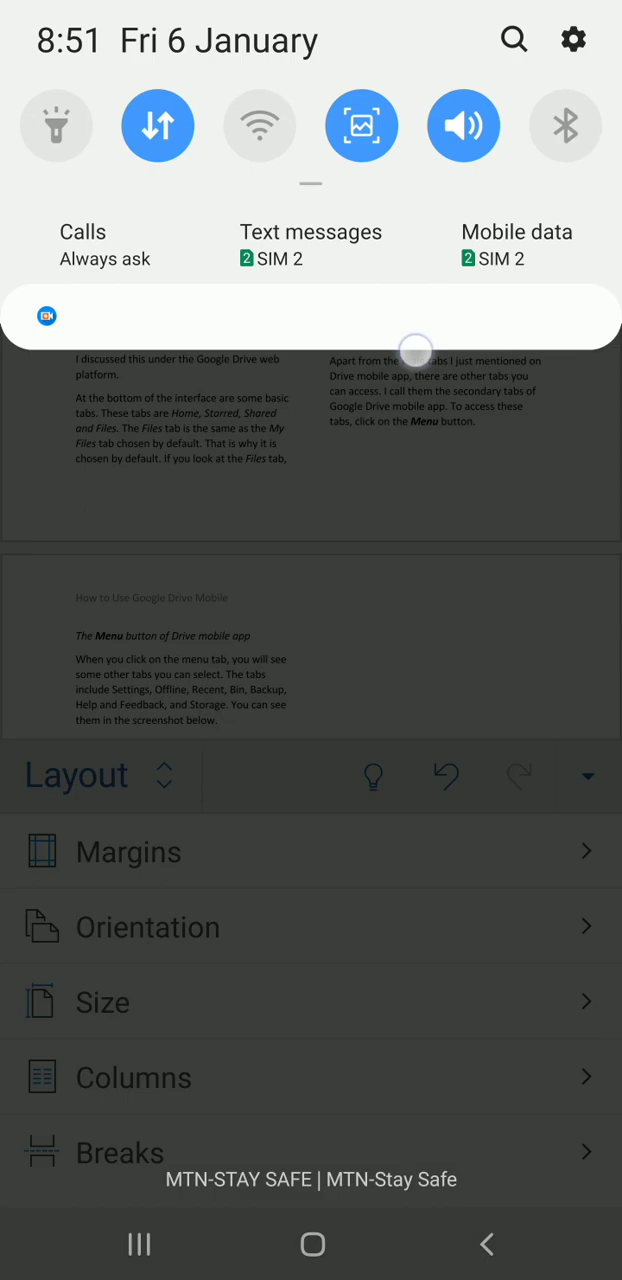 8:51 Fri 6 January
Calls
Always ask
Text messages
2 SIM 2
Mobile data
2 SIM 2
I discussed this under the Google Drive web
platform.
At the bottom of the interface are some basic
tabs. These tabs are Home, Starred, Shared
and Files. The Files tab is the same as the My
Files tab chosen by default. That is why it is
chosen by default. If you look at the Files tab,
Apart from the tabs I just mentioned on
Drive mobile app, there are other tabs you
can access. I call them the secondary tabs of
Google Drive mobile app. To access these
tabs, click on the Menu button.
How to Use Google Drive Mobile
The Menu button of Drive mobile app
When you click on the menu tab, you will see
some other tabs you can select. The tabs
include Settings, Offline, Recent, Bin, Backup,
Help and Feedback, and Storage. You can see
them in the screenshot below.
Layout
Margins
Orientation
Size
Columns
Breaks
MTN-STAY SAFE | MTN-Stay Safe